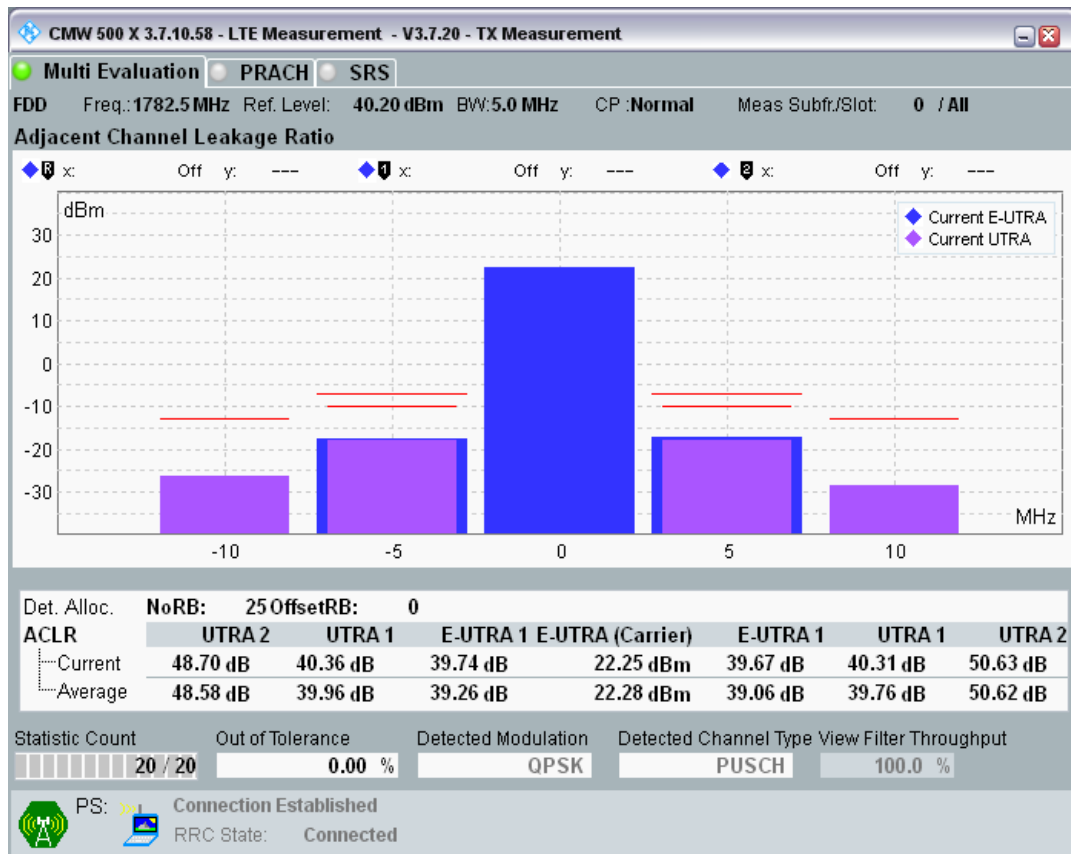 CMW 500 X 3.7.10.58 - LTE Measurement - V3.7.20 - TX Measurement
Multi Evaluation PRACH SRS
FDD Freq.: 1782.5 MHz Ref. Level: 40.20 dBm BW: 5.0 MHz CP : Normal Meas Subfr./Slot: 0 / All
Adjacent Channel Leakage Ratio
R x: Off y: --- 1 x: Off y: --- 2 x: Off y: ---
dBm
Current E-UTRA
Current UTRA
30
20
10
0
-10
-20
-30
MHz
-10 -5 0 5 10
Det. Alloc. NoRB: 25 OffsetRB: 0
ACLR UTRA 2 UTRA 1 E-UTRA 1 E-UTRA (Carrier) E-UTRA 1 UTRA 1 UTRA 2
Current 48.70 dB 40.36 dB 39.74 dB 22.25 dBm 39.67 dB 40.31 dB 50.63 dB
Average 48.58 dB 39.96 dB 39.26 dB 22.28 dBm 39.06 dB 39.76 dB 50.62 dB
Statistic Count Out of Tolerance Detected Modulation Detected Channel Type View Filter Throughput
20 / 20 0.00 % QPSK PUSCH 100.0 %
PS: Connection Established
RRC State: Connected